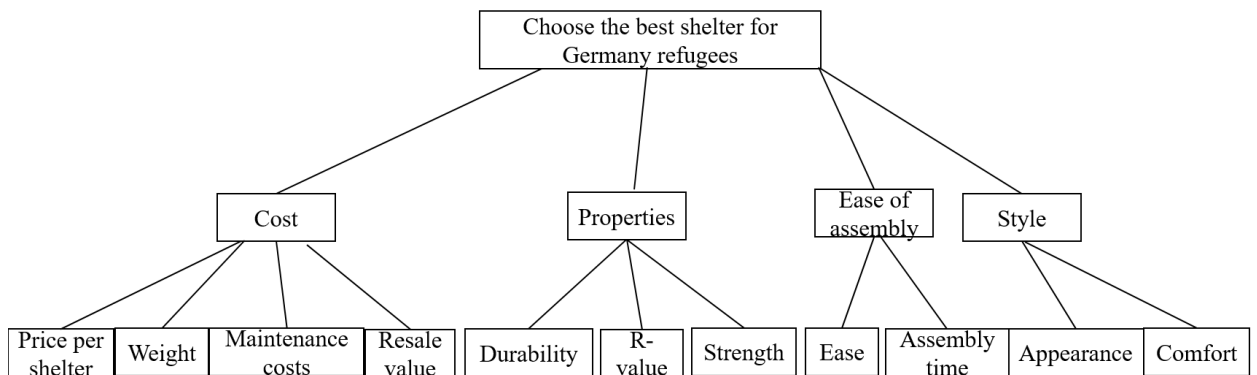 Choose the best shelter for
Germany refugees
Cost
Properties
Ease of
assembly
Style
Price per
shelter
Weight
Maintenance
costs
Resale
value
Durability
R-
value
Strength
Ease
Assembly
time
Appearance
Comfort